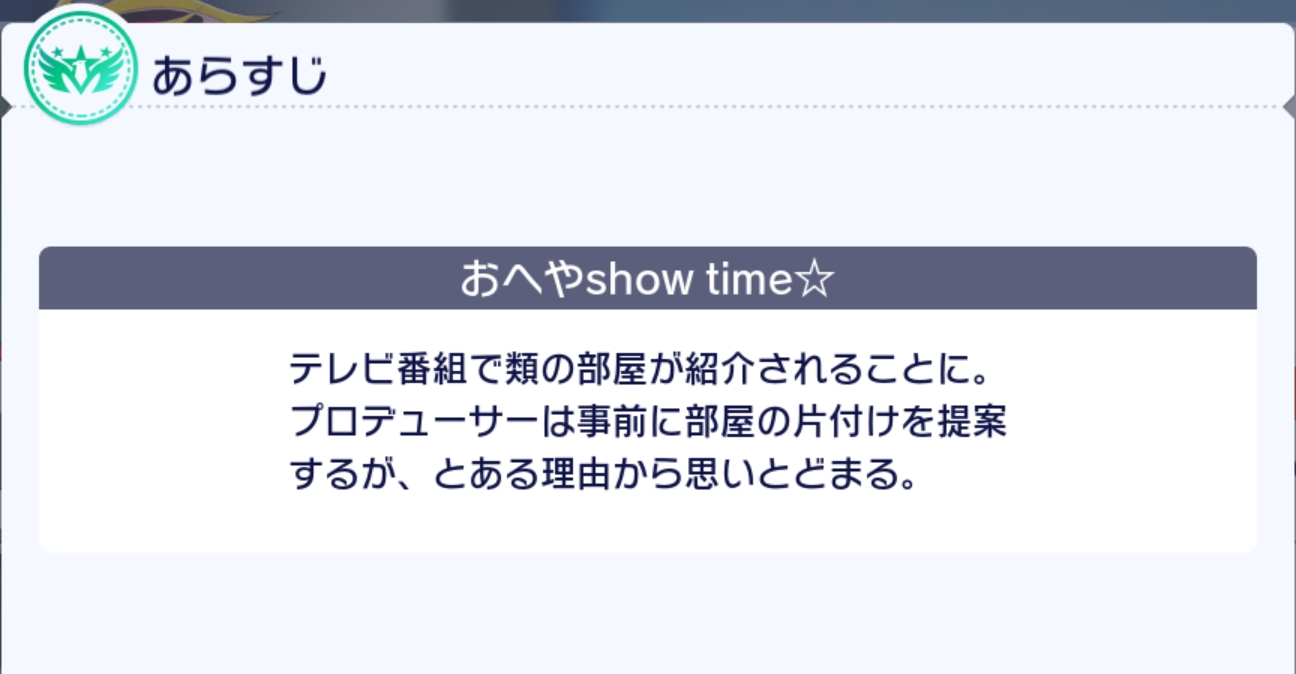 あらすじ
おへやshow time☆
テレビ番組で類の部屋が紹介されることに。
プロデューサーは事前に部屋の片付けを提案
するが、とある理由から思いとどまる。